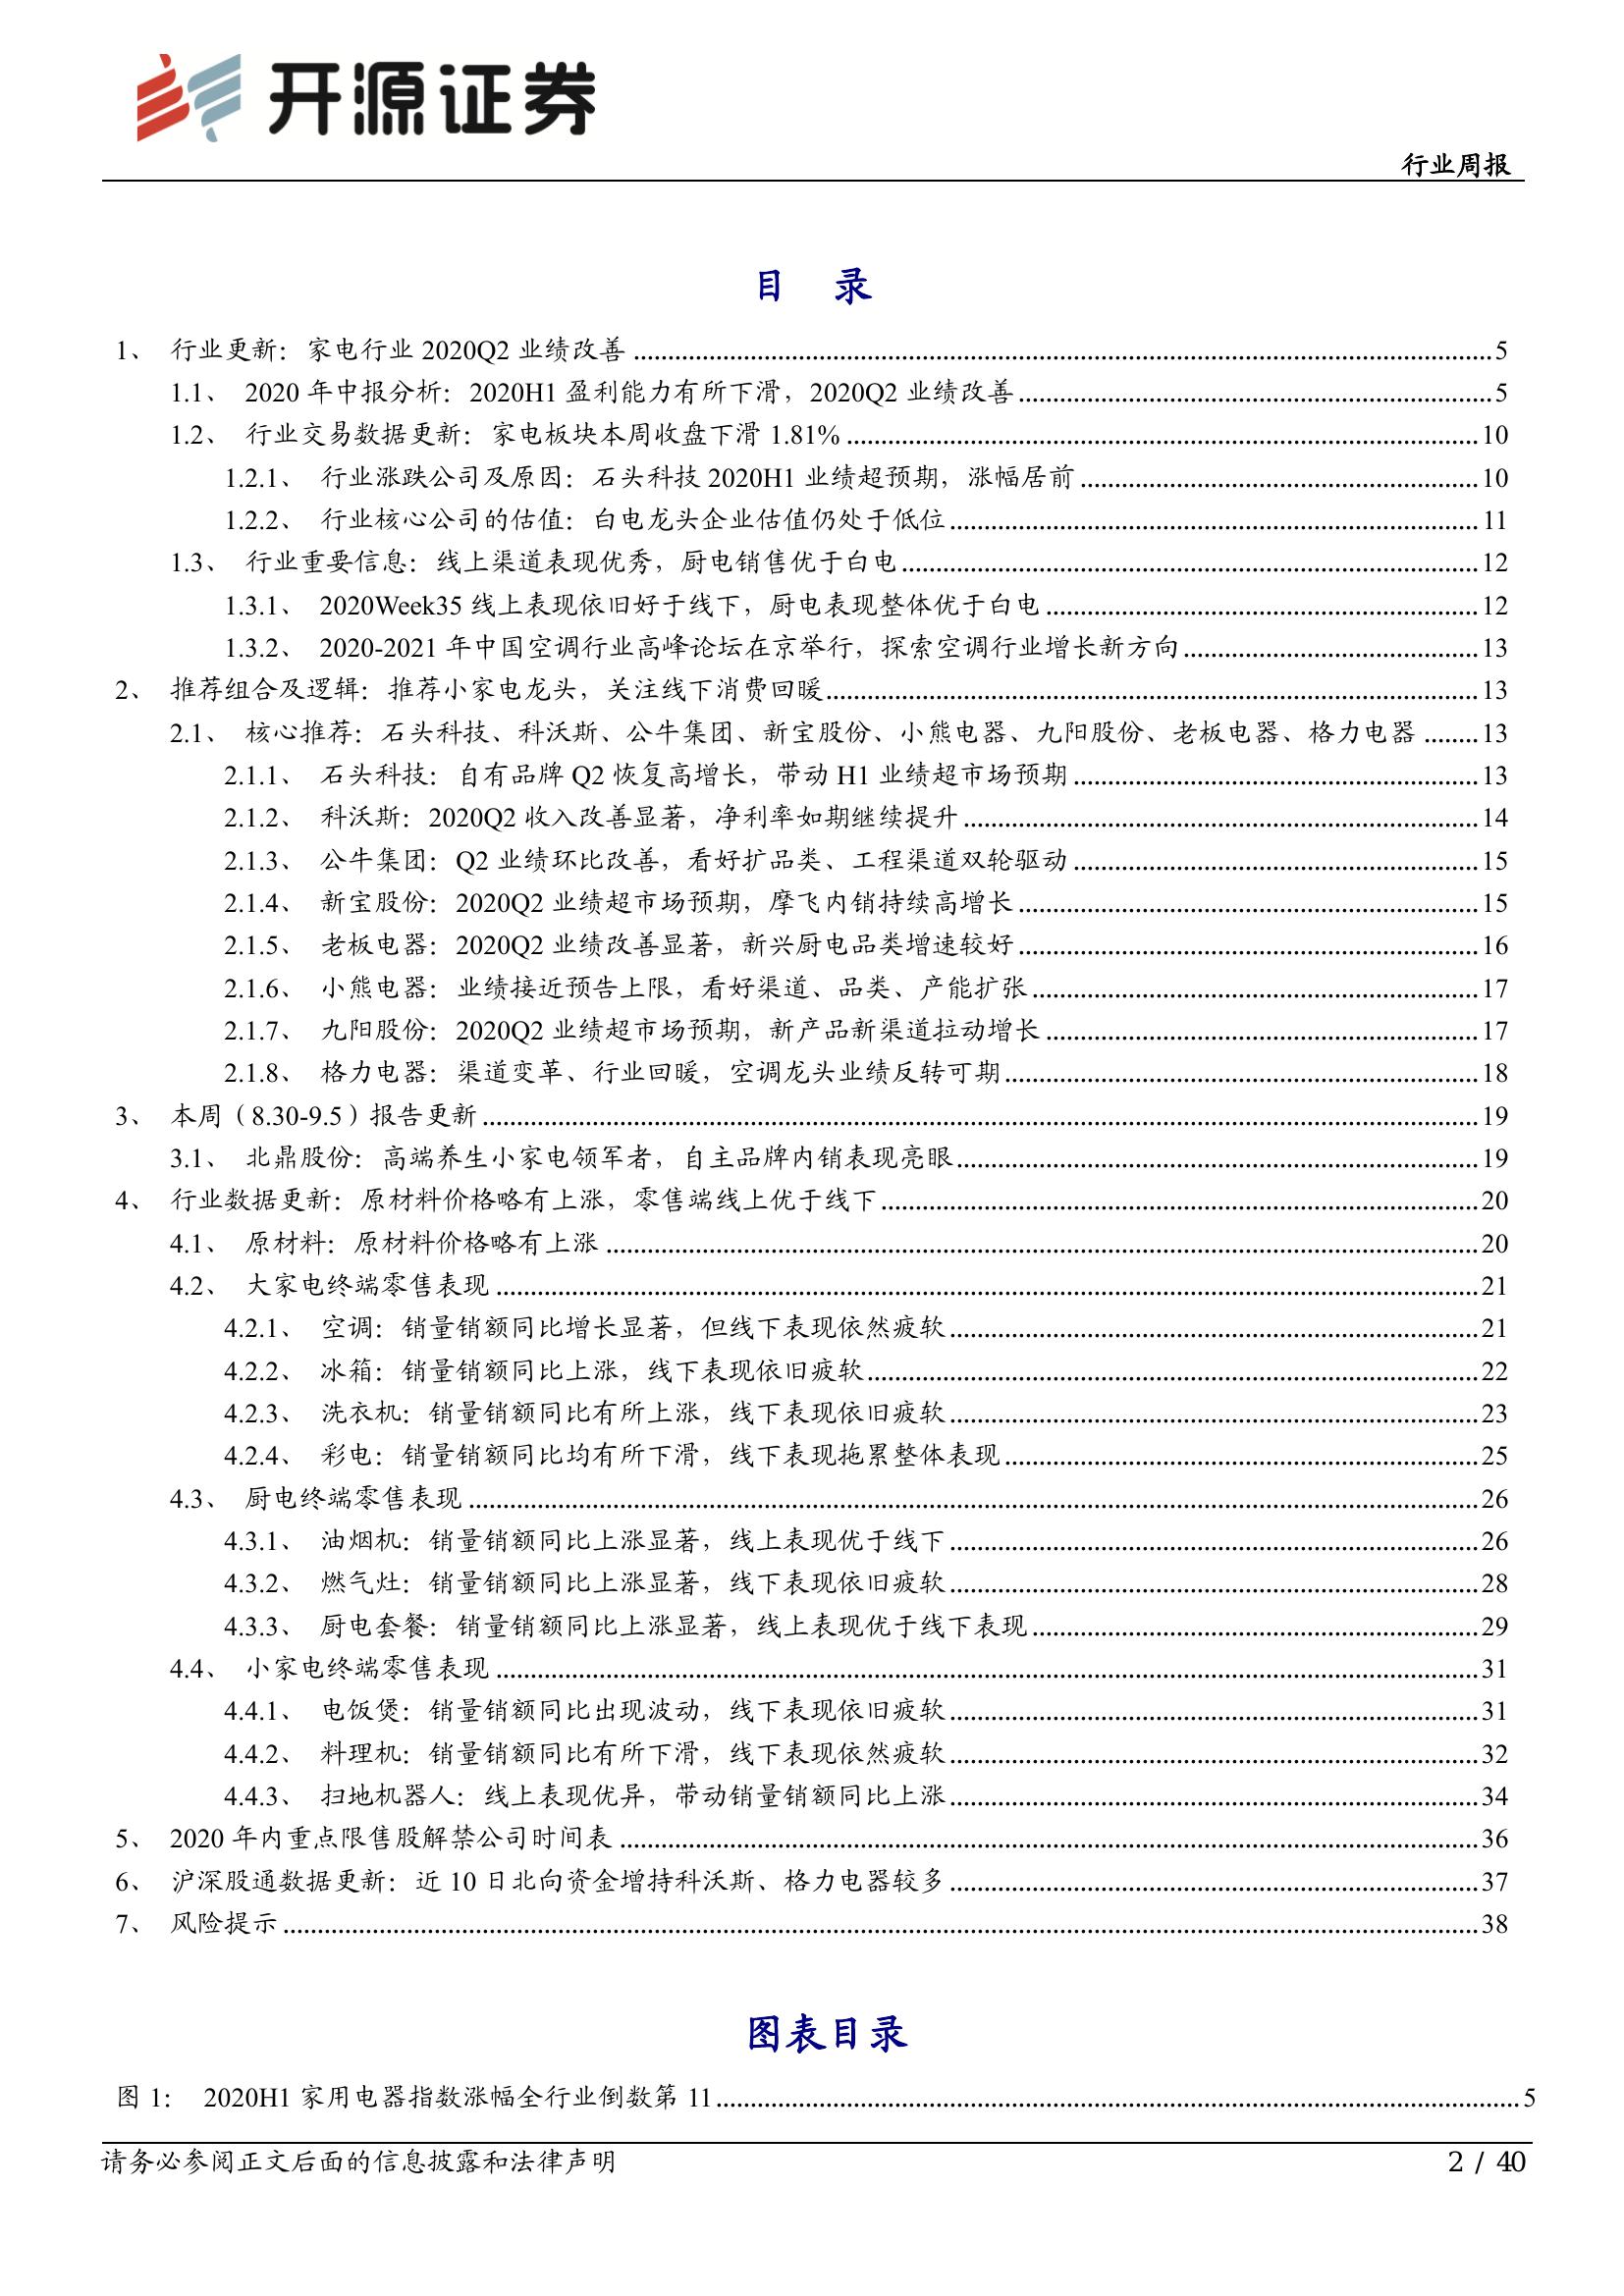 开源证券
行业周报
目 录
1、 行业更新：家电行业 2020Q2 业绩改善 ........ 5
1.1、 2020 年中报分析：2020H1 盈利能力有所下滑，2020Q2 业绩改善 ........ 5
1.2、 行业交易数据更新：家电板块本周收盘下滑 1.81% ........ 10
1.2.1、 行业涨跌公司及原因：石头科技 2020H1 业绩超预期，涨幅居前 ........ 10
1.2.2、 行业核心公司的估值：白电龙头企业估值仍处于低位 ........ 11
1.3、 行业重要信息：线上渠道表现优秀，厨电销售优于白电 ........ 12
1.3.1、 2020Week35 线上表现依旧好于线下，厨电表现整体优于白电 ........ 12
1.3.2、 2020-2021 年中国空调行业高峰论坛在京举行，探索空调行业增长新方向 ........ 13
2、 推荐组合及逻辑：推荐小家电龙头，关注线下消费回暖 ........ 13
2.1、 核心推荐：石头科技、科沃斯、公牛集团、新宝股份、小熊电器、九阳股份、老板电器、格力电器 ........ 13
2.1.1、 石头科技：自有品牌 Q2 恢复高增长，带动 H1 业绩超市场预期 ........ 13
2.1.2、 科沃斯：2020Q2 收入改善显著，净利率如期继续提升 ........ 14
2.1.3、 公牛集团：Q2 业绩环比改善，看好扩品类、工程渠道双轮驱动 ........ 15
2.1.4、 新宝股份：2020Q2 业绩超市场预期，摩飞内销持续高增长 ........ 15
2.1.5、 老板电器：2020Q2 业绩改善显著，新兴厨电品类增速较好 ........ 16
2.1.6、 小熊电器：业绩接近预告上限，看好渠道、品类、产能扩张 ........ 17
2.1.7、 九阳股份：2020Q2 业绩超市场预期，新产品新渠道拉动增长 ........ 17
2.1.8、 格力电器：渠道变革、行业回暖，空调龙头业绩反转可期 ........ 18
3、 本周（8.30-9.5）报告更新 ........ 19
3.1、 北鼎股份：高端养生小家电领军者，自主品牌内销表现亮眼 ........ 19
4、 行业数据更新：原材料价格略有上涨，零售端线上优于线下 ........ 20
4.1、 原材料：原材料价格略有上涨 ........ 20
4.2、 大家电终端零售表现 ........ 21
4.2.1、 空调：销量销额同比增长显著，但线下表现依然疲软 ........ 21
4.2.2、 冰箱：销量销额同比上涨，线下表现依旧疲软 ........ 22
4.2.3、 洗衣机：销量销额同比有所上涨，线下表现依旧疲软 ........ 23
4.2.4、 彩电：销量销额同比均有所下滑，线下表现拖累整体表现 ........ 25
4.3、 厨电终端零售表现 ........ 26
4.3.1、 油烟机：销量销额同比上涨显著，线上表现优于线下 ........ 26
4.3.2、 燃气灶：销量销额同比上涨显著，线下表现依旧疲软 ........ 28
4.3.3、 厨电套餐：销量销额同比上涨显著，线上表现优于线下表现 ........ 29
4.4、 小家电终端零售表现 ........ 31
4.4.1、 电饭煲：销量销额同比出现波动，线下表现依旧疲软 ........ 31
4.4.2、 料理机：销量销额同比有所下滑，线下表现依然疲软 ........ 32
4.4.3、 扫地机器人：线上表现优异，带动销量销额同比上涨 ........ 34
5、 2020 年内重点限售股解禁公司时间表 ........ 36
6、 沪深股通数据更新：近 10 日北向资金增持科沃斯、格力电器较多 ........ 37
7、 风险提示 ........ 38
图表目录
图 1： 2020H1 家用电器指数涨幅全行业倒数第 11 ........ 5
请务必参阅正文后面的信息披露和法律声明
2 / 40